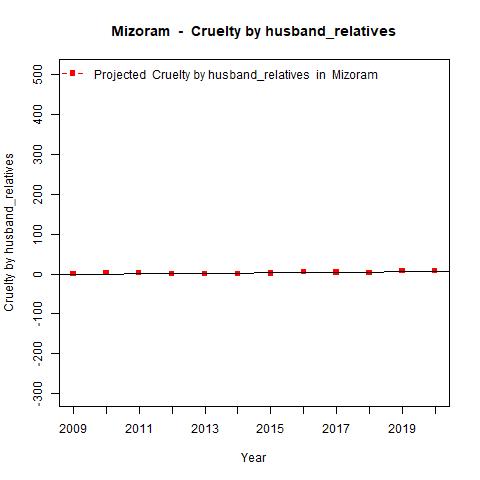 Mizoram - Cruelty by husband_relatives
Projected Cruelty by husband_relatives in Mizoram
500
400
300
200
100
0
-100
-200
-300
Cruelty by husband_relatives
2009 2011 2013 2015 2017 2019
Year